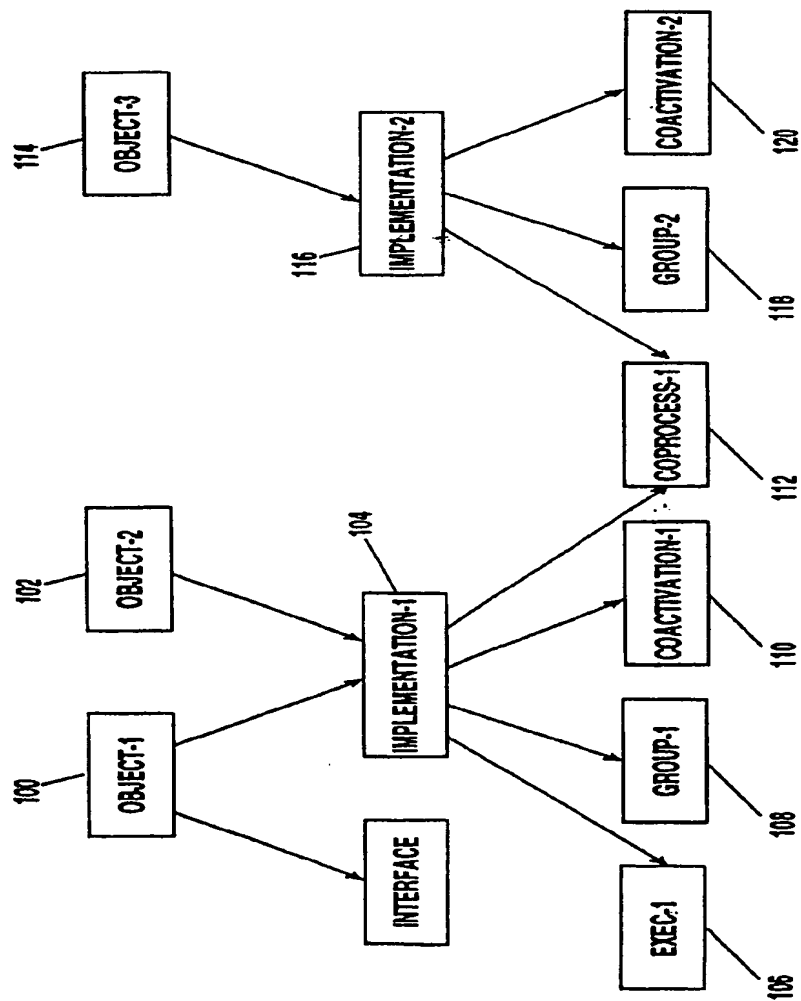 100
102
114
OBJECT-1
OBJECT-2
OBJECT-3
116
104
INTERFACE
IMPLEMENTATION-1
IMPLEMENTATION-2
EXEC-1
GROUP-1
COACTIVATION-1
COPROCESS-1
GROUP-2
COACTIVATION-2
106
108
110
112
118
120